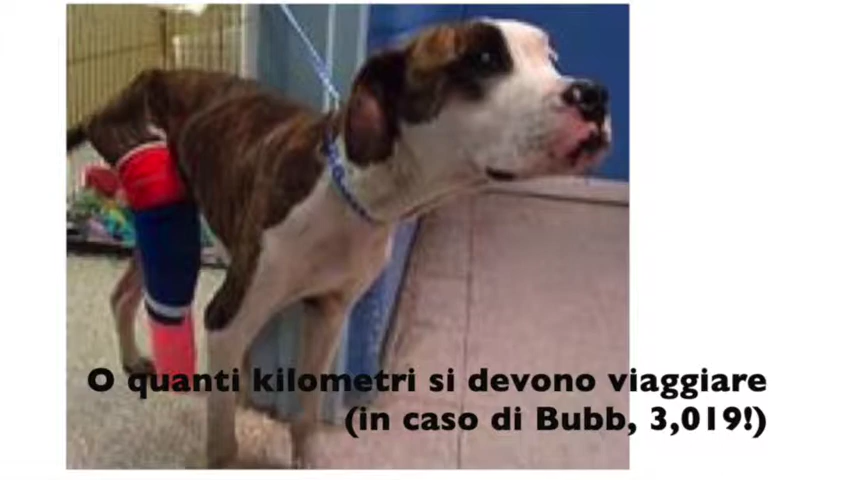 O quanti kilometri si devono viaggiare
(in caso di Bubb, 3,019!)